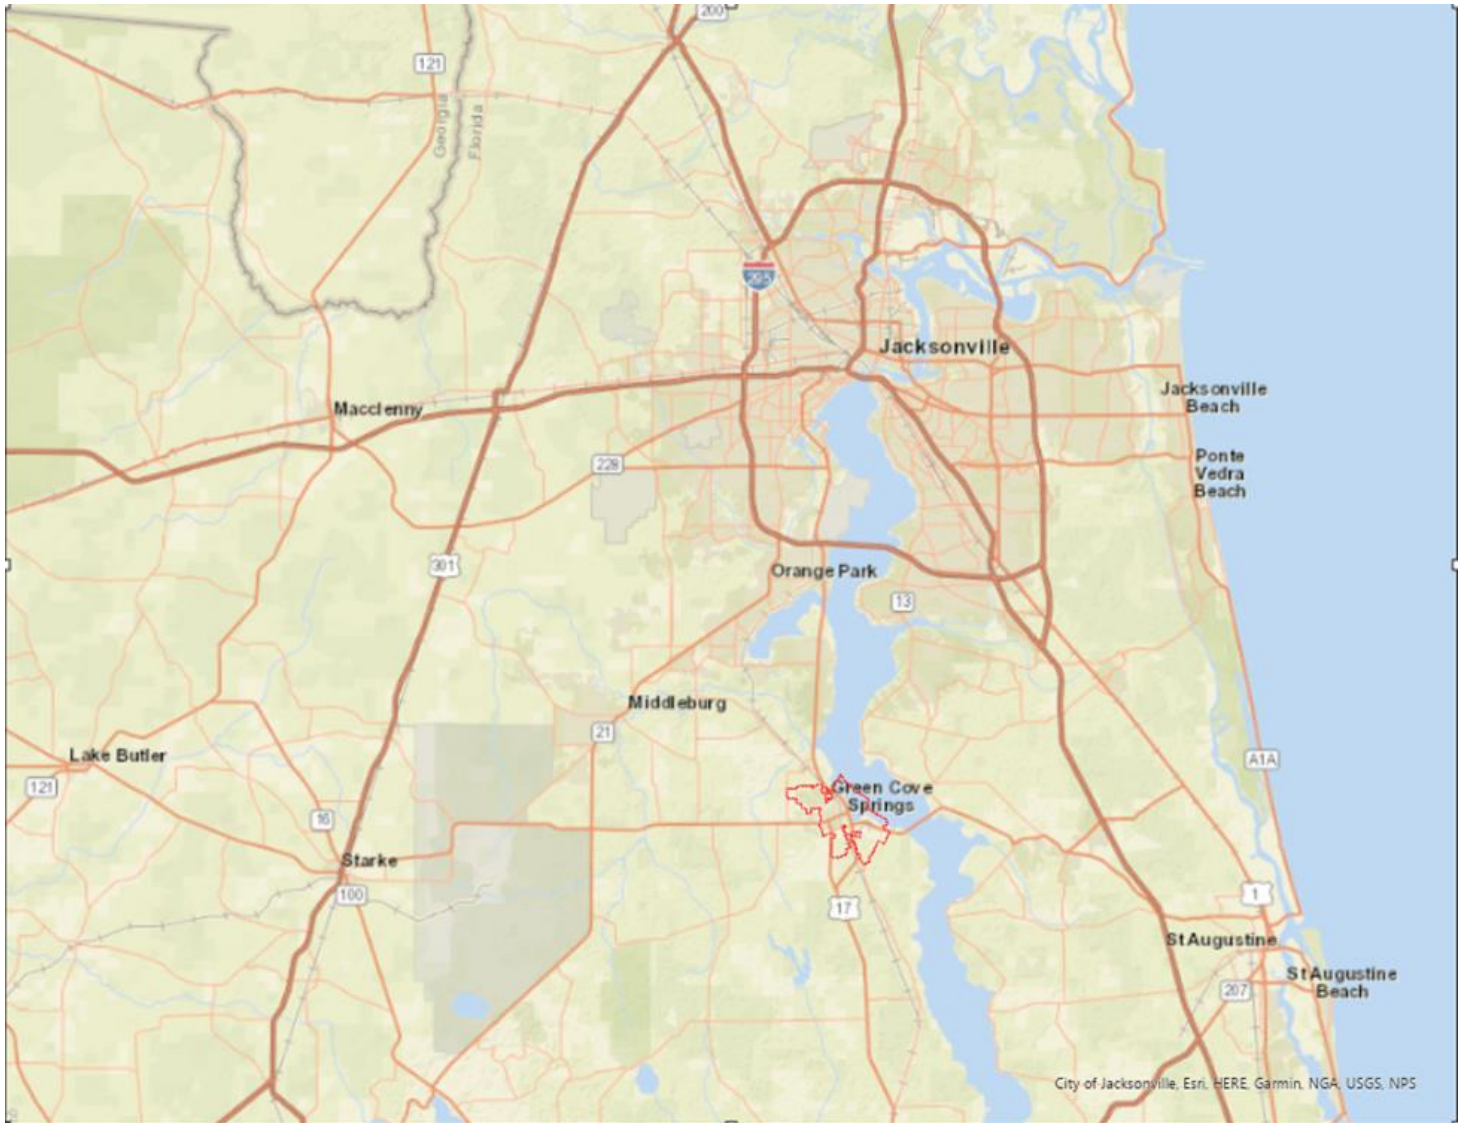 200
121
Georgia
Florida
295
Jacksonville
Jacksonville
Beach
Macclenny
Ponte
Vedra
Beach
228
301
Orange Park
13
Middleburg
21
Lake Butler
A1A
121
Green Cove
Springs
16
Starke
100
1
17
St Augustine
St Augustine
Beach
207
City of Jacksonville, Esri, HERE, Garmin, NGA, USGS, NPS